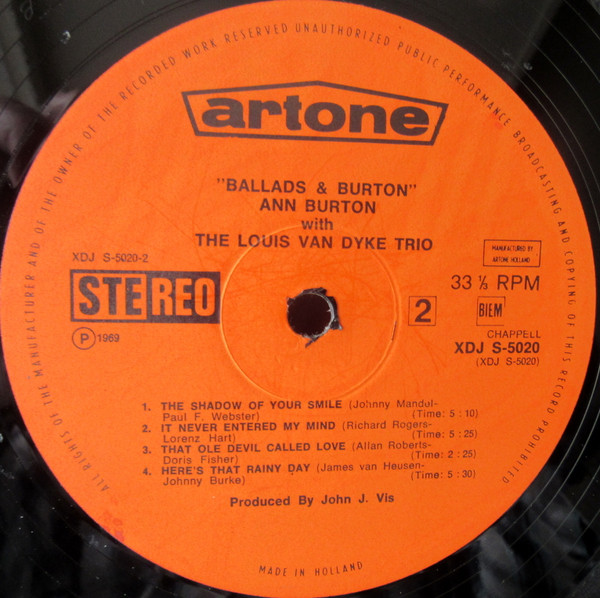 ALL RIGHTS OF THE MANUFACTURER AND OF THE OWNER OF THE RECORDED WORK RESERVED UNAUTHORIZED PUBLIC PERFORMANCE BROADCASTING AND COPYING OF THIS RECORD PROHIBITED
artone
"BALLADS & BURTON"
ANN BURTON
with
THE LOUIS VAN DYKE TRIO
XDJ S-5020-2
STEREO
P 1969
MANUFACTURED BY
ARTONE HOLLAND
33 ⅓ RPM
2
BIEM
CHAPPELL
XDJ S-5020
(XDJ S-5020)
1. THE SHADOW OF YOUR SMILE (Johnny Mandul-
Paul F. Webster) (Time: 5:10)
2. IT NEVER ENTERED MY MIND (Richard Rogers-
Lorenz Hart) (Time: 5:25)
3. THAT OLE DEVIL CALLED LOVE (Allan Roberts-
Doris Fisher) (Time: 2:25)
4. HERE'S THAT RAINY DAY (James van Heusen-
Johnny Burke) (Time: 5:30)
Produced By John J. Vis
MADE IN HOLLAND